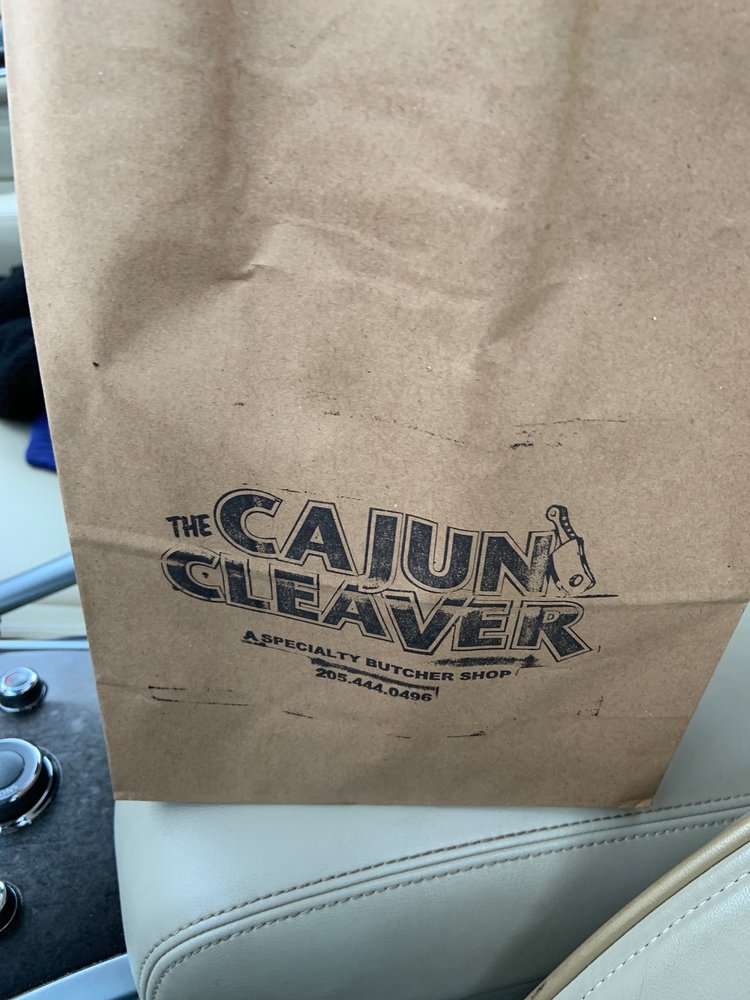 THE CAJUN
CLEAVER
A SPECIALTY BUTCHER SHOP
205.444.0496